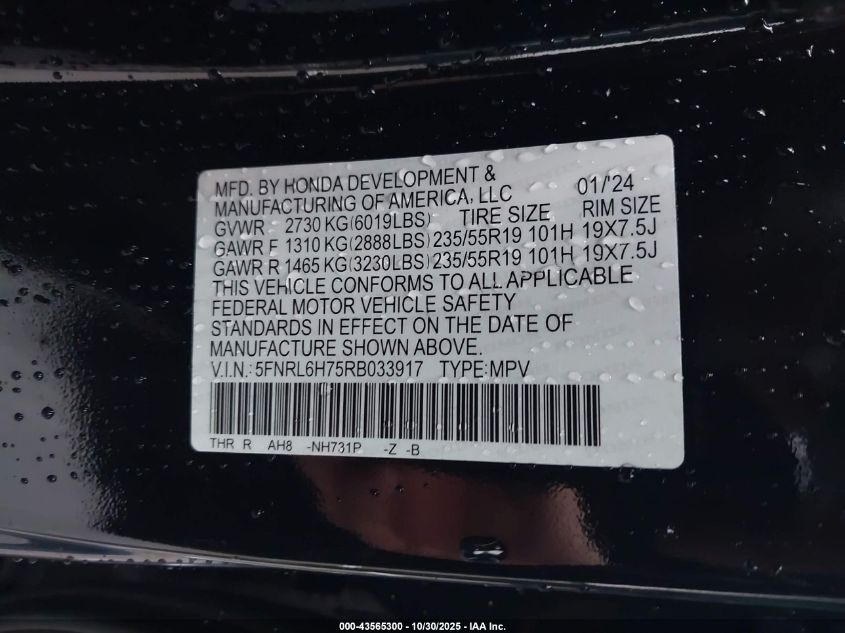 MFD. BY HONDA DEVELOPMENT &
MANUFACTURING OF AMERICA, LLC 01/'24
GVWR 2730 KG(6019LBS) TIRE SIZE RIM SIZE
GAWR F 1310 KG(2888LBS) 235/55R19 101H 19X7.5J
GAWR R 1465 KG(3230LBS) 235/55R19 101H 19X7.5J
THIS VEHICLE CONFORMS TO ALL APPLICABLE
FEDERAL MOTOR VEHICLE SAFETY
STANDARDS IN EFFECT ON THE DATE OF
MANUFACTURE SHOWN ABOVE.
V.I.N.: 5FNRL6H75RB033917 TYPE:MPV
THR R AH8 -NH731P -Z -B
000-43565300 - 10/30/2025 - IAA Inc.